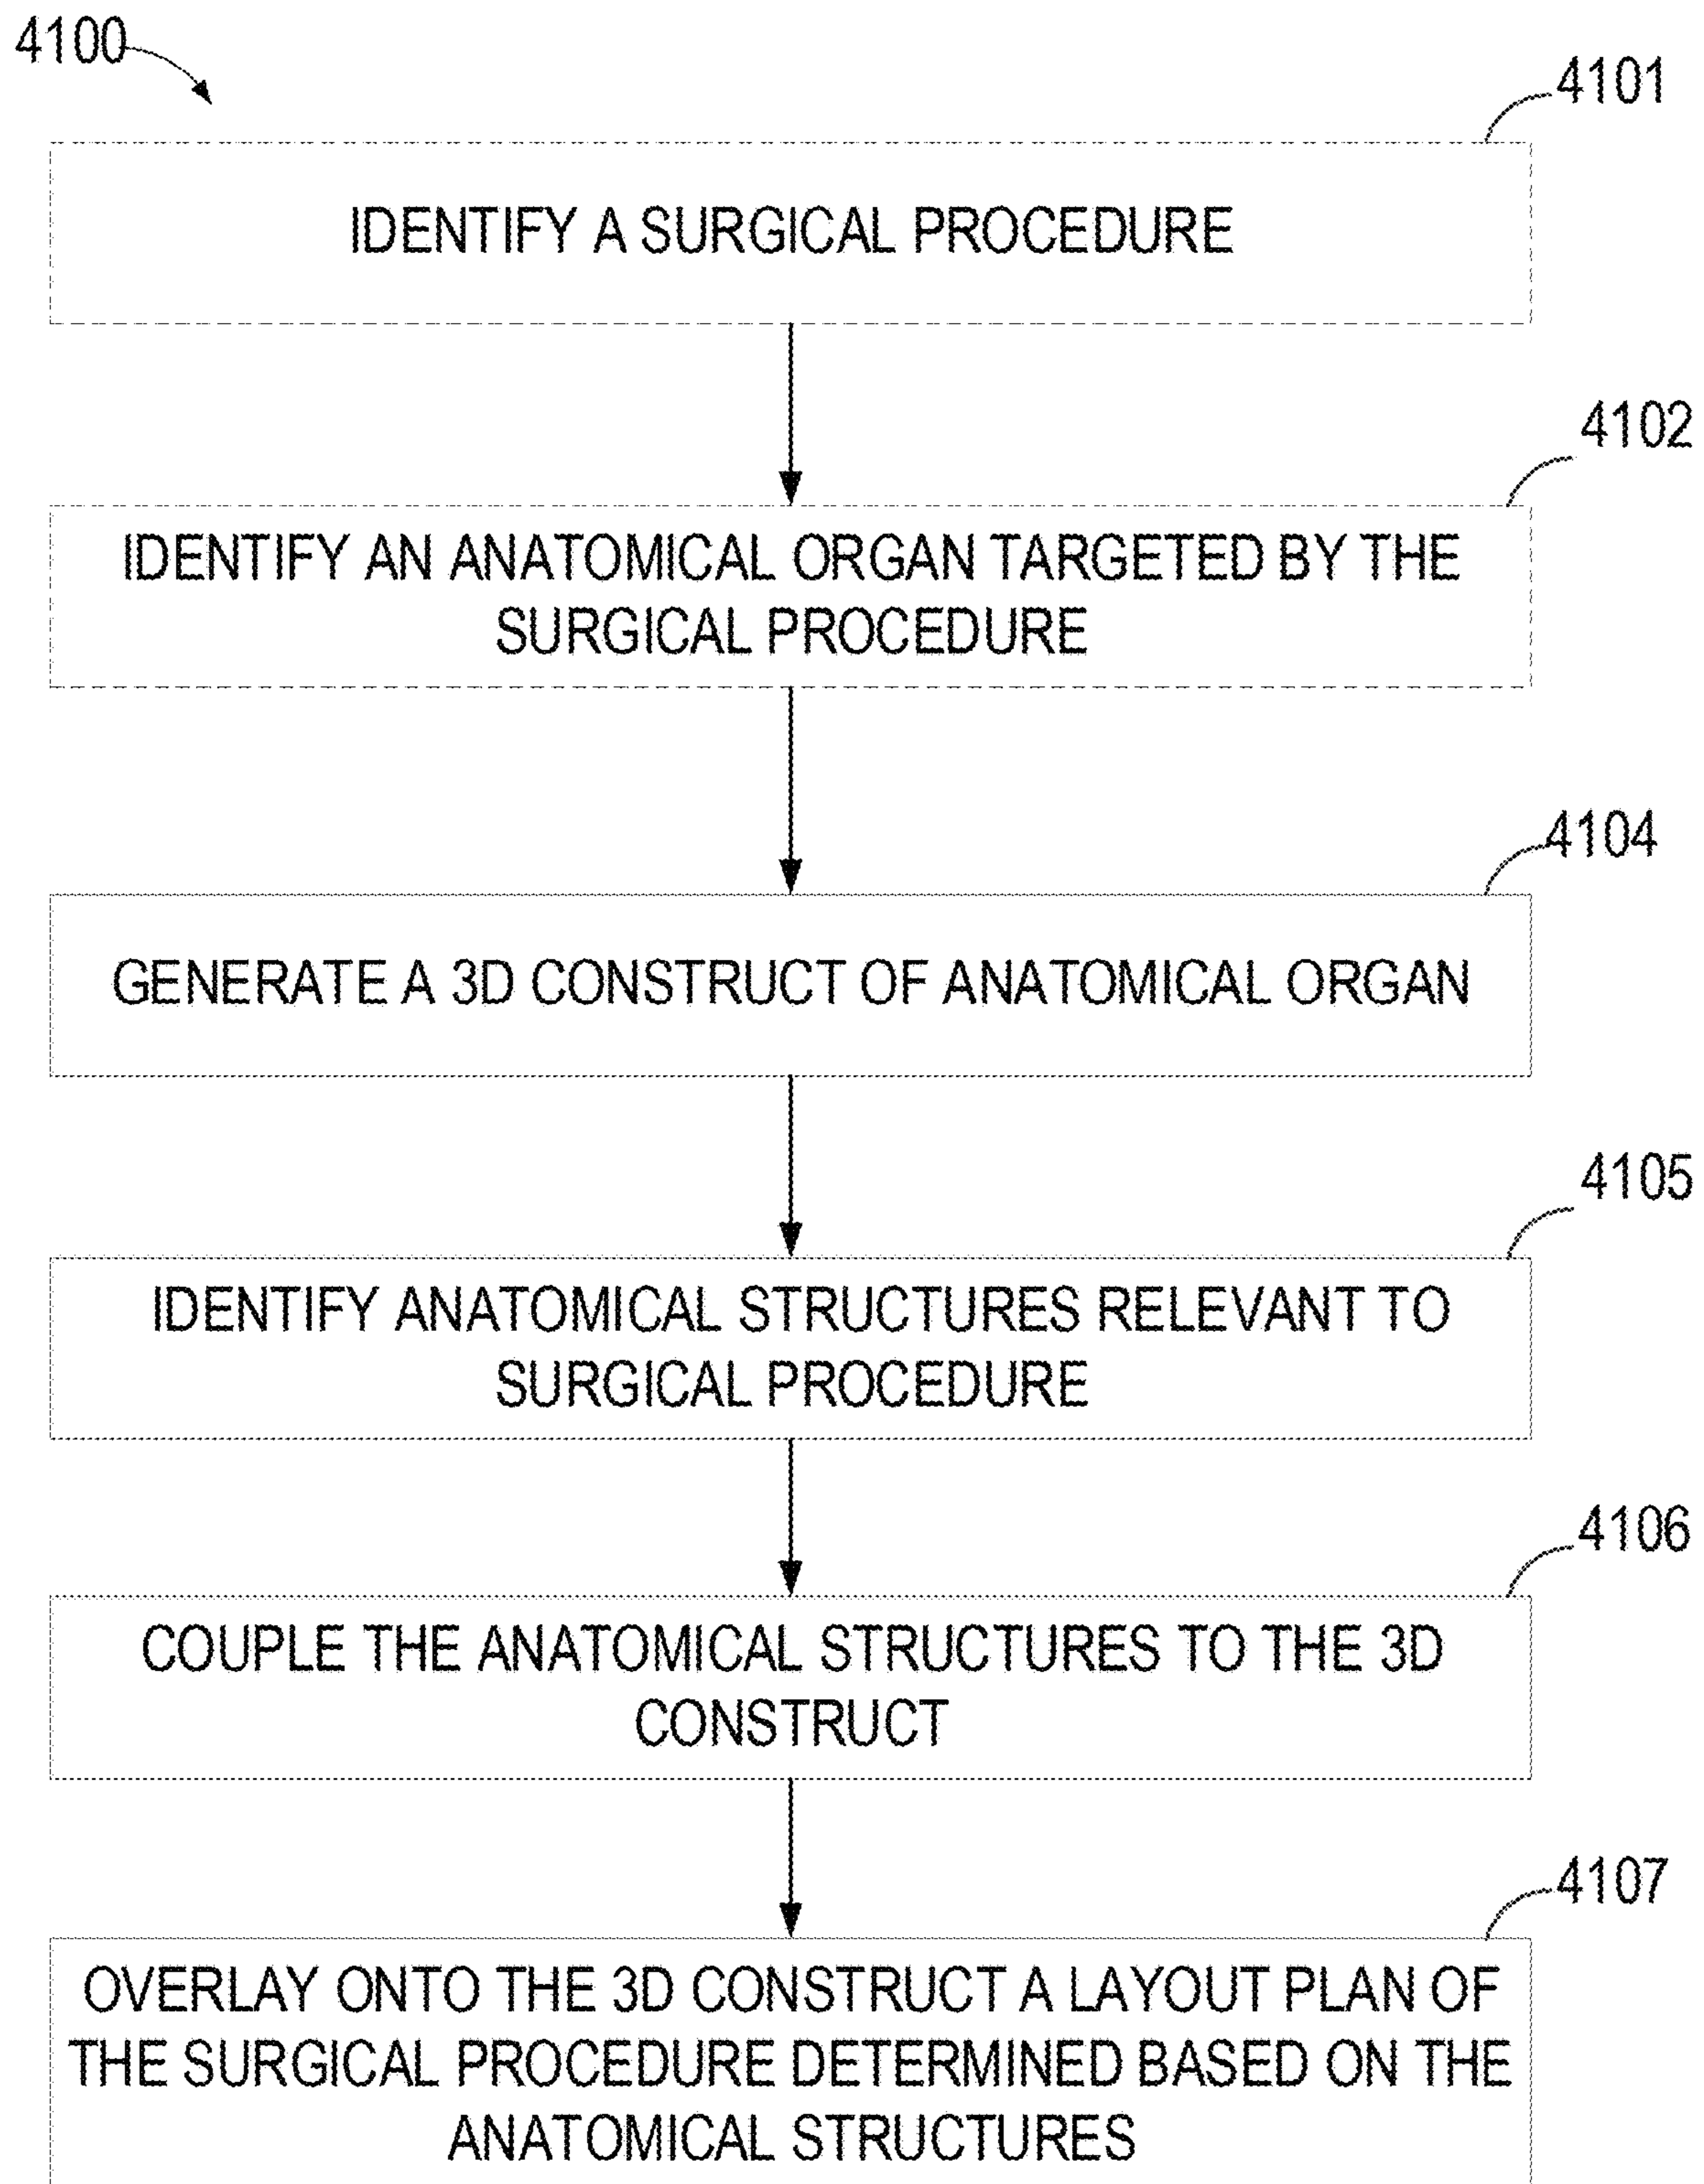 4100
4101
IDENTIFY A SURGICAL PROCEDURE
4102
IDENTIFY AN ANATOMICAL ORGAN TARGETED BY THE
SURGICAL PROCEDURE
4104
GENERATE A 3D CONSTRUCT OF ANATOMICAL ORGAN
4105
IDENTIFY ANATOMICAL STRUCTURES RELEVANT TO
SURGICAL PROCEDURE
4106
COUPLE THE ANATOMICAL STRUCTURES TO THE 3D
CONSTRUCT
4107
OVERLAY ONTO THE 3D CONSTRUCT A LAYOUT PLAN OF
THE SURGICAL PROCEDURE DETERMINED BASED ON THE
ANATOMICAL STRUCTURES